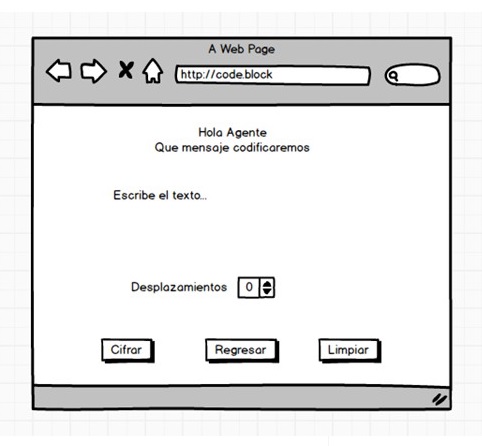 A Web Page
http://code.block
Hola Agente
Que mensaje codificaremos
Escribe el texto...
Desplazamientos 0
Cifrar Regresar Limpiar